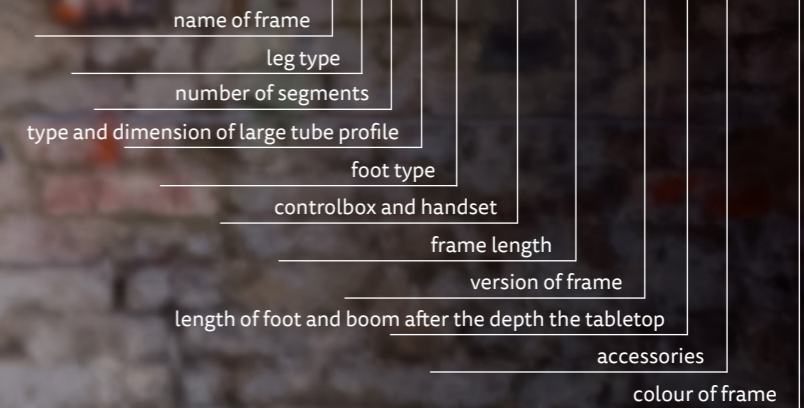 name of frame
leg type
number of segments
type and dimension of large tube profile
foot type
controlbox and handset
frame length
version of frame
length of foot and boom after the depth the tabletop
accessories
colour of frame